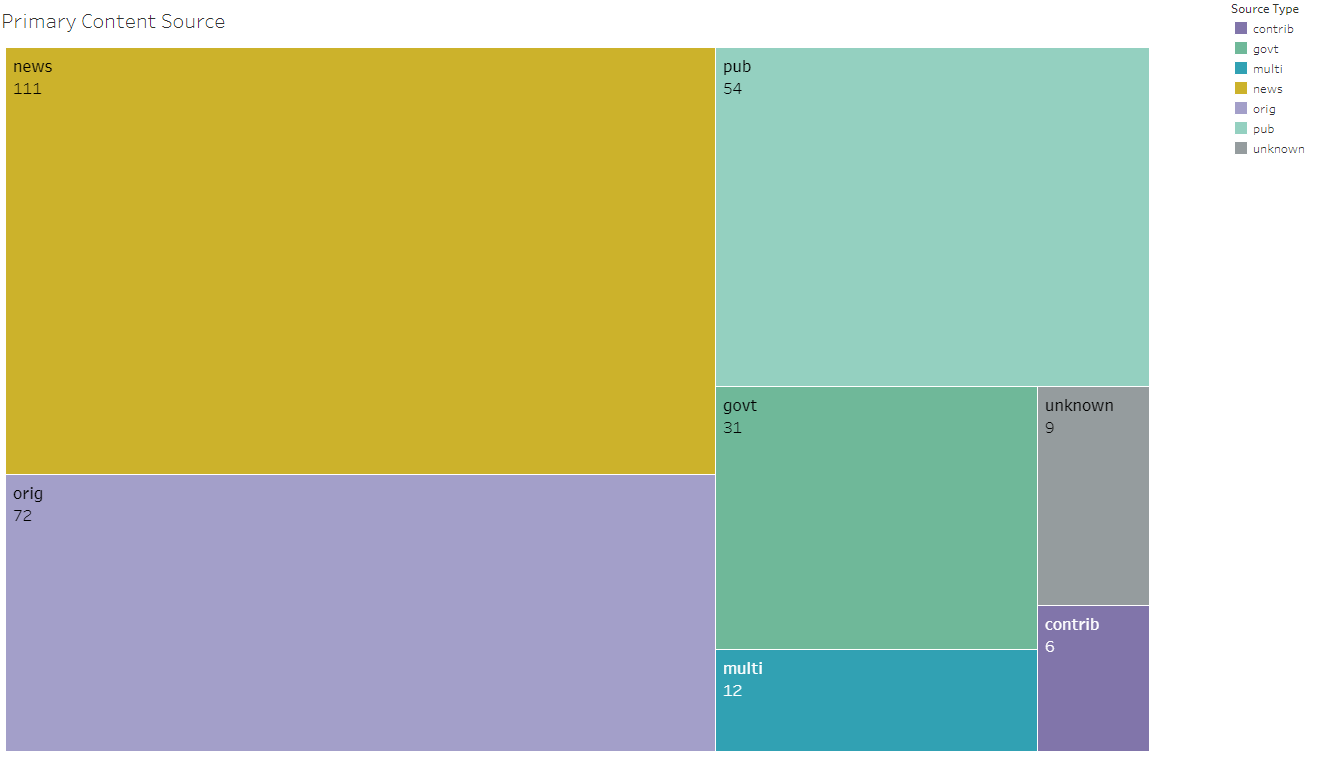 Primary Content Source
news
111
orig
72
pub
54
govt
31
multi
12
unknown
9
contrib
6
Source Type
contrib
govt
multi
news
orig
pub
unknown